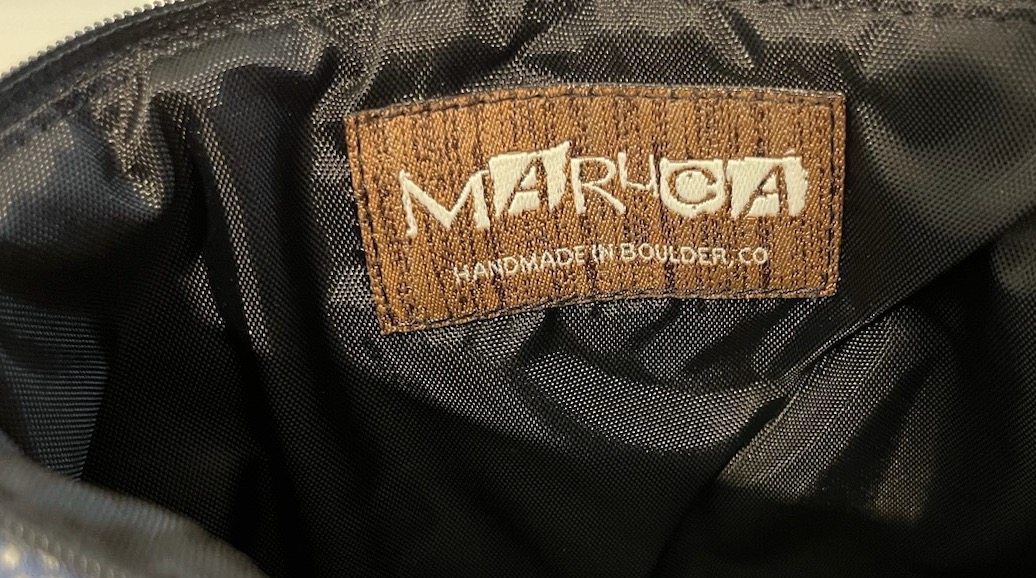 MARUCA
HANDMADE IN BOULDER, CO